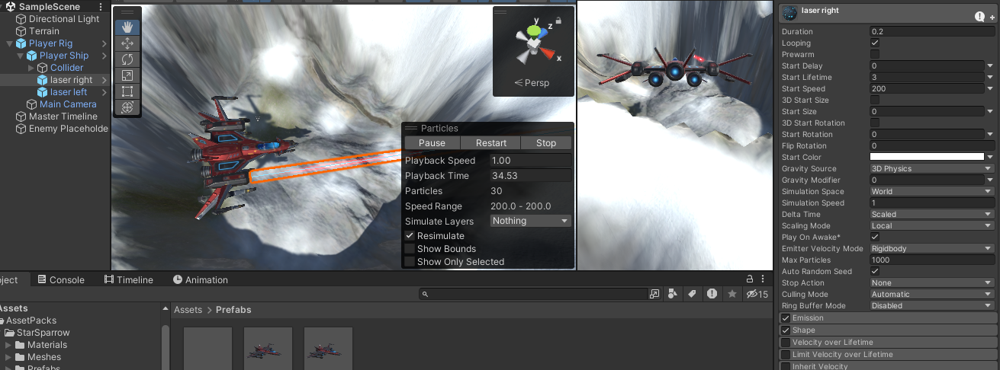 SampleScene
Directional Light
Terrain
Player Rig
Player Ship
Collider
laser right
laser left
Main Camera
Master Timeline
Enemy Placeholde
y
z
x
Persp
Particles
Pause Restart Stop
Playback Speed 1.00
Playback Time 34.53
Particles 30
Speed Range 200.0 - 200.0
Simulate Layers Nothing
Resimulate
Show Bounds
Show Only Selected
laser right
Duration 0.2
Looping
Prewarm
Start Delay 0
Start Lifetime 3
Start Speed 200
3D Start Size
Start Size 0
3D Start Rotation
Start Rotation 0
Flip Rotation 0
Start Color
Gravity Source 3D Physics
Gravity Modifier 0
Simulation Space World
Simulation Speed 1
Delta Time Scaled
Scaling Mode Local
Play On Awake*
Emitter Velocity Mode Rigidbody
Max Particles 1000
Auto Random Seed
Stop Action None
Culling Mode Automatic
Ring Buffer Mode Disabled
Emission
Shape
Velocity over Lifetime
Limit Velocity over Lifetime
Inherit Velocity
oject Console Timeline Animation
15
Assets
AssetPacks
StarSparrow
Materials
Meshes
Prefabs
Assets > Prefabs